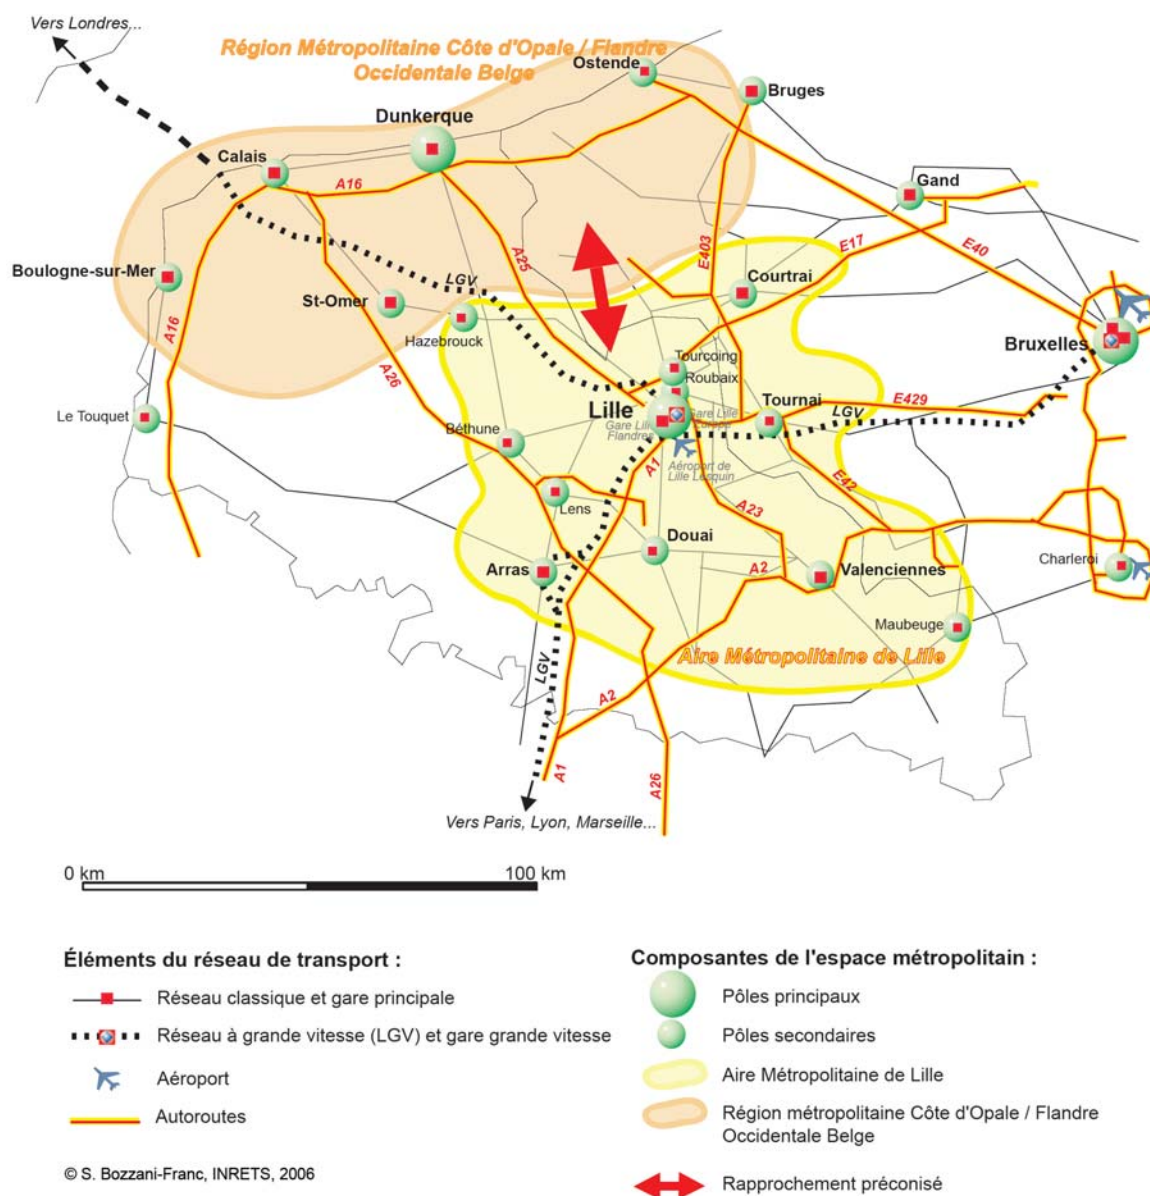 Vers Londres...
Région Métropolitaine Côte d'Opale / Flandre
Occidentale Belge
Ostende
Bruges
Dunkerque
Calais
A16
Gand
E403
E17
E40
A25
Boulogne-sur-Mer
LGV
Courtrai
St-Omer
A16
Hazebrouck
Bruxelles
A26
Tourcoing
Roubaix
Le Touquet
Lille
Tournai
E429
LGV
Gare Lille
Europe
Gare Lille
Flandres
Béthune
A1
Aéroport de
Lille Lesquin
E42
Lens
A23
Douai
Arras
A2
Valenciennes
Charleroi
Maubeuge
LGV
Aire Métropolitaine de Lille
A2
A1
A26
Vers Paris, Lyon, Marseille...
0 km
100 km
Éléments du réseau de transport :
Réseau classique et gare principale
Réseau à grande vitesse (LGV) et gare grande vitesse
Aéroport
Autoroutes
© S. Bozzani-Franc, INRETS, 2006
Composantes de l'espace métropolitain :
Pôles principaux
Pôles secondaires
Aire Métropolitaine de Lille
Région métropolitaine Côte d'Opale / Flandre
Occidentale Belge
Rapprochement préconisé